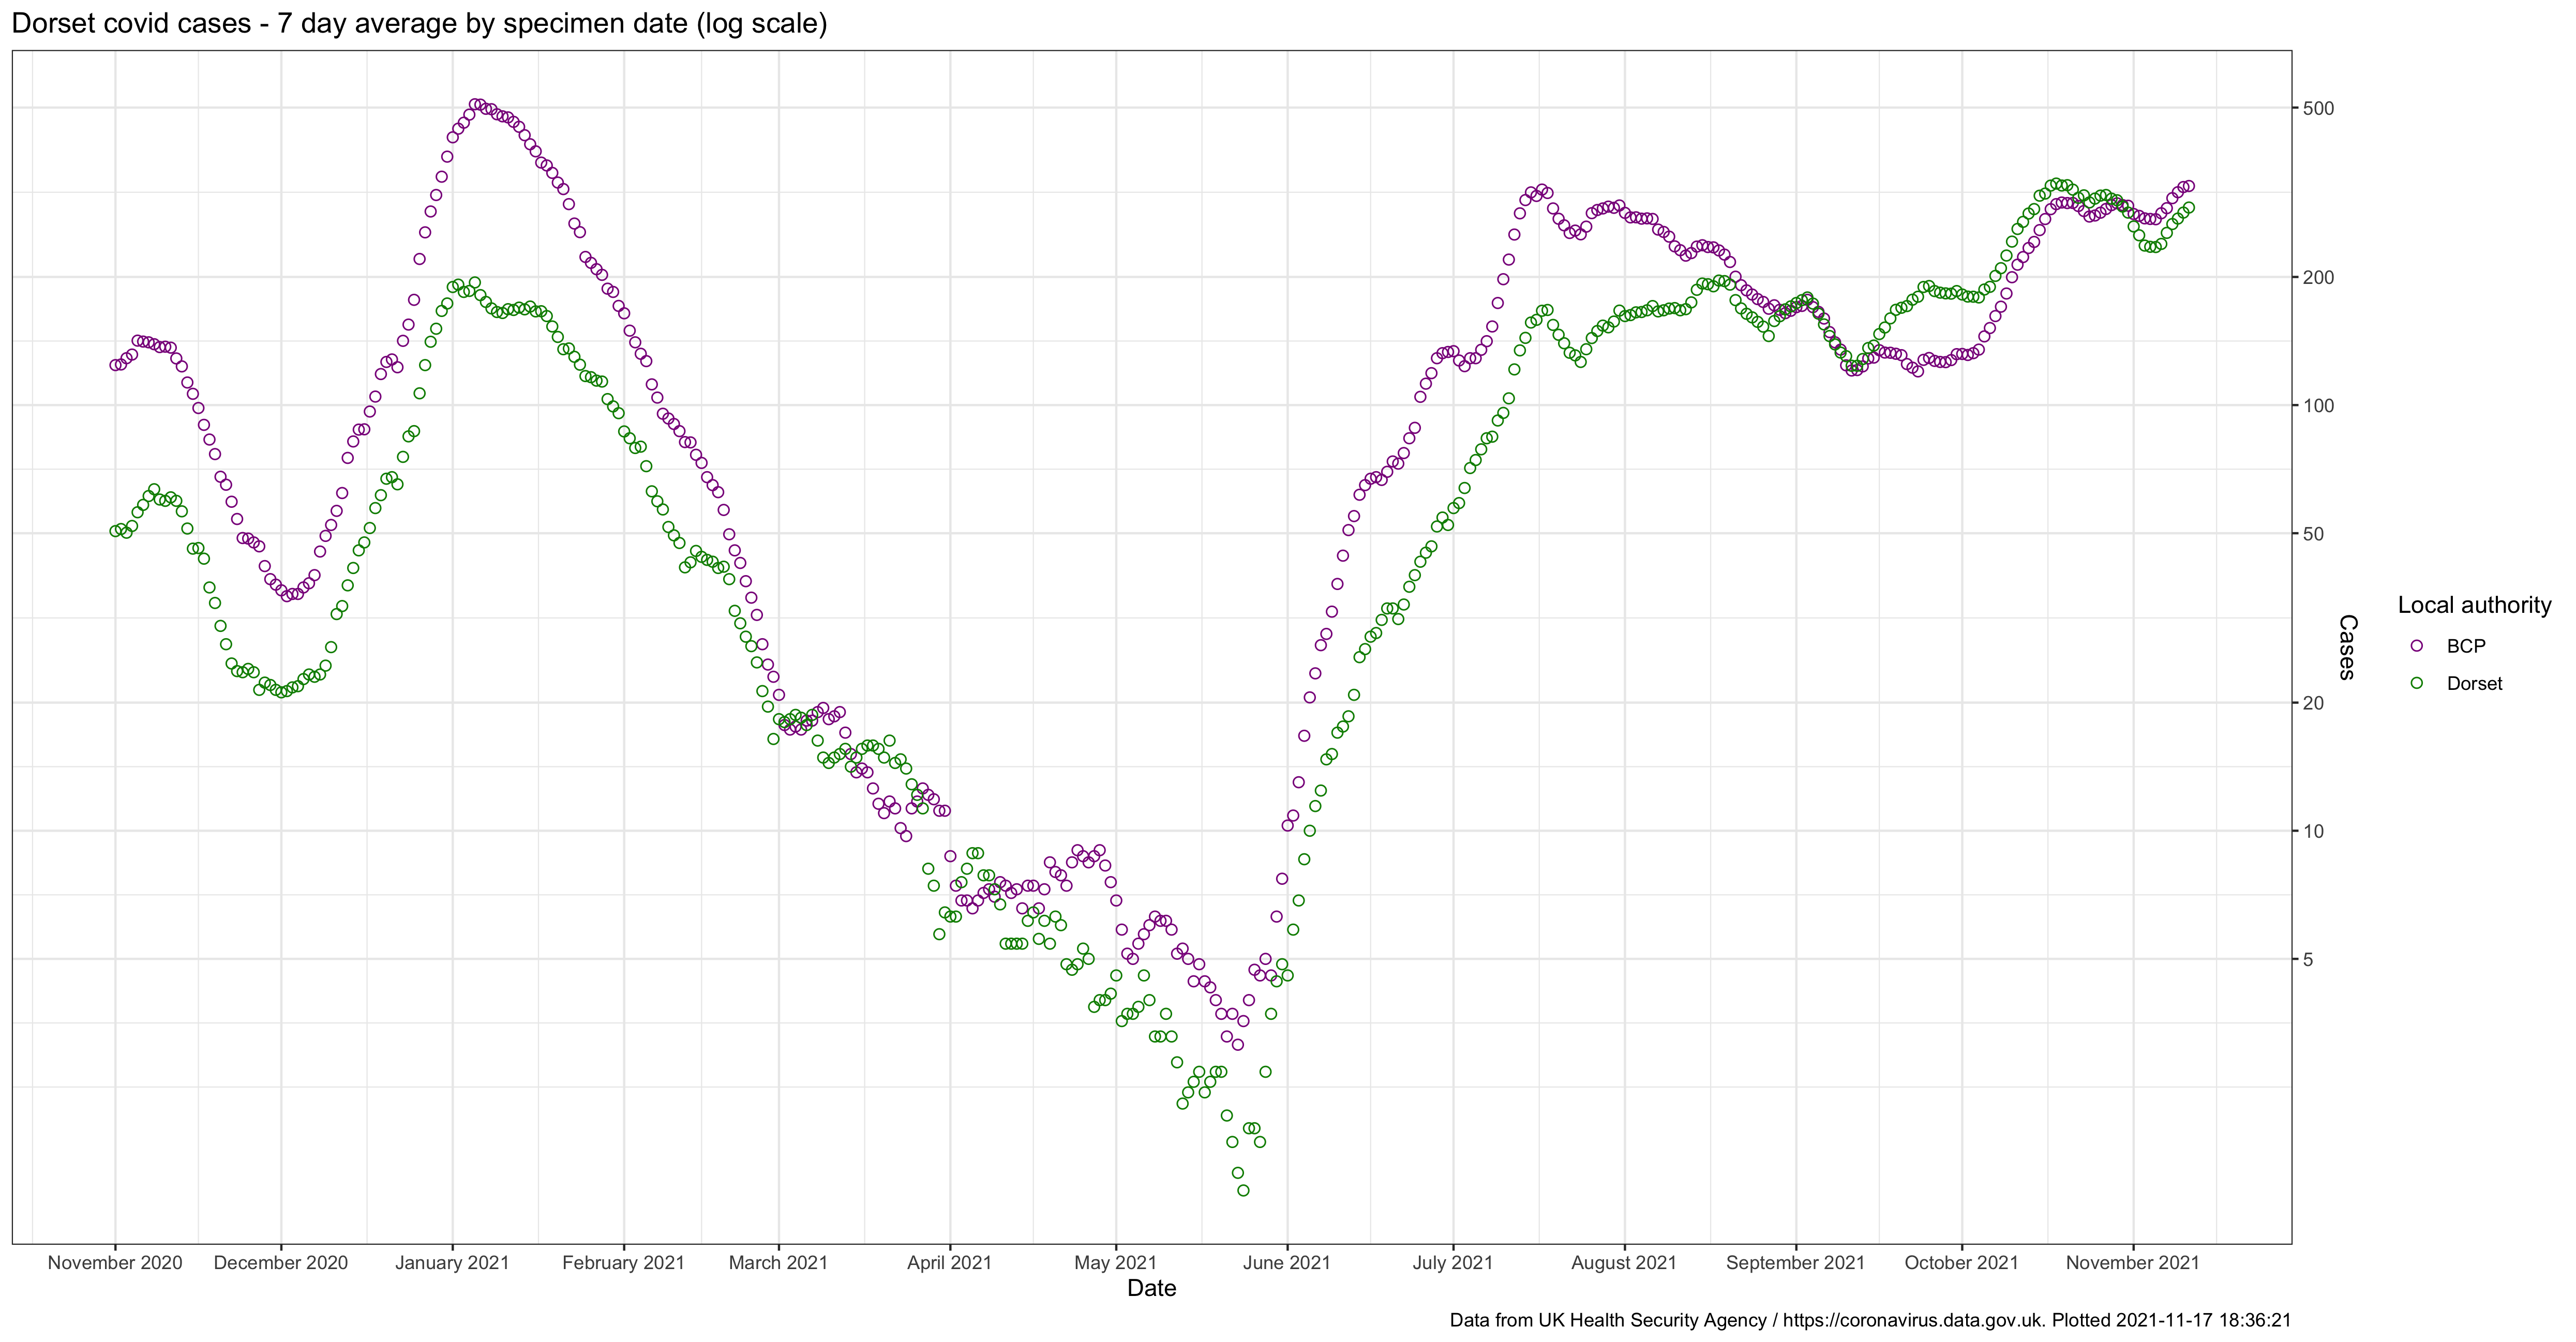 Dorset covid cases - 7 day average by specimen date (log scale)
500
200
100
50
20
10
5
Cases
Local authority
BCP
Dorset
November 2020 December 2020 January 2021 February 2021 March 2021 April 2021 May 2021 June 2021 July 2021 August 2021 September 2021 October 2021 November 2021
Date
Data from UK Health Security Agency / https://coronavirus.data.gov.uk. Plotted 2021-11-17 18:36:21